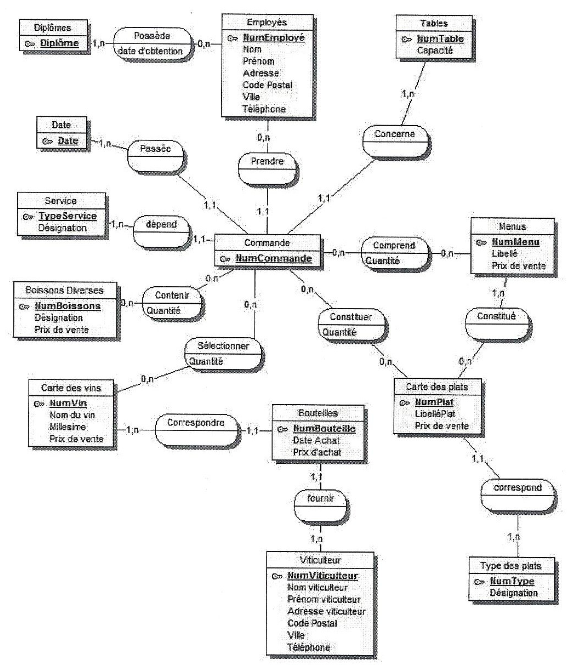 Diplômes
Diplôme
1,n
Possède
date d'obtention
0,n
Employés
NumEmployé
Nom
Prénom
Adresse
Code Postal
Ville
Téléphone
Tables
NumTable
Capacité
1,n
Concerne
1,1
Date
Date
1,n
Passée
1,1
0,n
Prendre
1,1
Service
TypeService
Désignation
1,n
dépend
1,1
Commande
NumCommande
0,n
Comprend
Quantité
0,n
Menus
NumMenu
Libellé
Prix de vente
1,n
Constitué
0,n
Boissons Diverses
NumBoissons
Désignation
Prix de vente
0,n
Contenir
Quantité
0,n
0,n
Sélectionner
Quantité
0,n
0,n
Constituer
Quantité
0,n
Carte des vins
NumVin
Nom du vin
Millesime
Prix de vente
1,n
Correspondre
1,1
Bouteilles
NumBouteille
Date Achat
Prix d'achat
1,1
fournir
1,n
Carte des plats
NumPlat
LibelléPlat
Prix de vente
1,1
correspond
1,n
Type des plats
NumType
Désignation
Viticulteur
NumViticulteur
Nom viticulteur
Prénom viticulteur
Adresse viticulteur
Code Postal
Ville
Téléphone